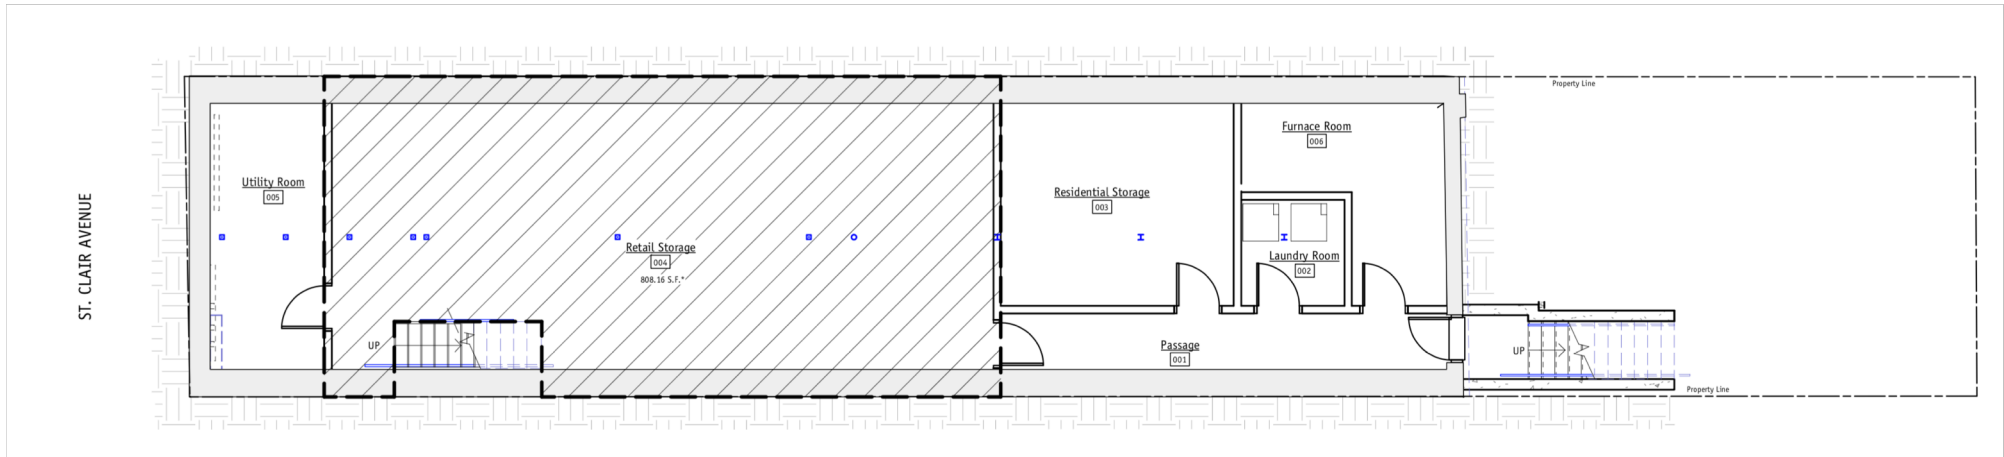 ST. CLAIR AVENUE
Utility Room
005
UP
Retail Storage
004
808.16 S.F.*
Residential Storage
003
Furnace Room
006
Laundry Room
002
Passage
001
UP
Property Line
Property Line